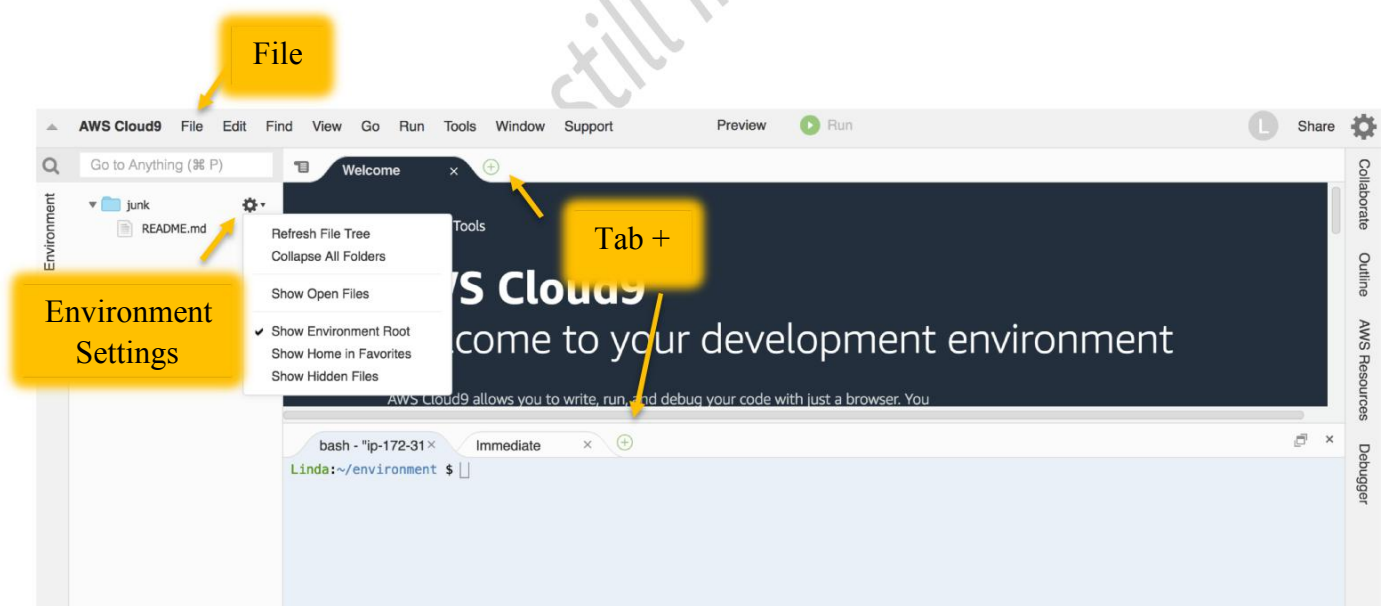 still
File
AWS Cloud9 File Edit Find View Go Run Tools Window Support Preview Run L Share
Go to Anything (⌘ P)
Welcome
junk
README.md
Environment
Refresh File Tree
Collapse All Folders
Show Open Files
Show Environment Root
Show Home in Favorites
Show Hidden Files
Environment
Settings
Tools
Tab +
/S Cloud9
come to your development environment
AWS Cloud9 allows you to write, run, and debug your code with just a browser. You
bash - "ip-172-31 Immediate
Linda:~/environment $
Collaborate
Outline
AWS Resources
Debugger